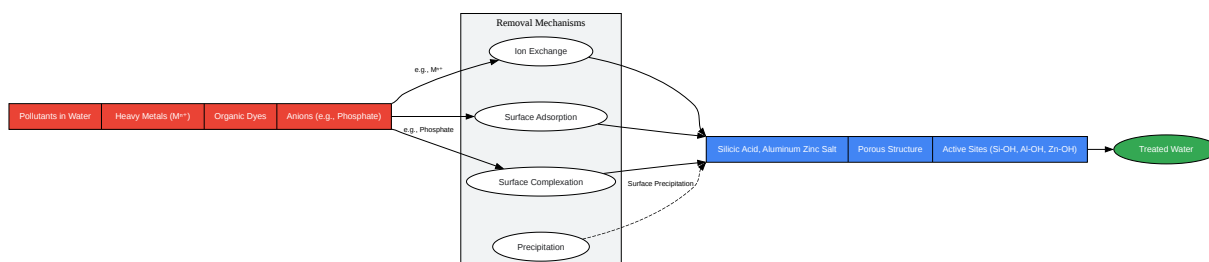 Removal Mechanisms
Ion Exchange
e.g., Mⁿ⁺
Pollutants in Water
Heavy Metals (Mⁿ⁺)
Organic Dyes
Anions (e.g., Phosphate)
Surface Adsorption
e.g., Phosphate
Silicic Acid, Aluminum Zinc Salt
Porous Structure
Active Sites (Si-OH, Al-OH, Zn-OH)
Treated Water
Surface Complexation
Surface Precipitation
Precipitation